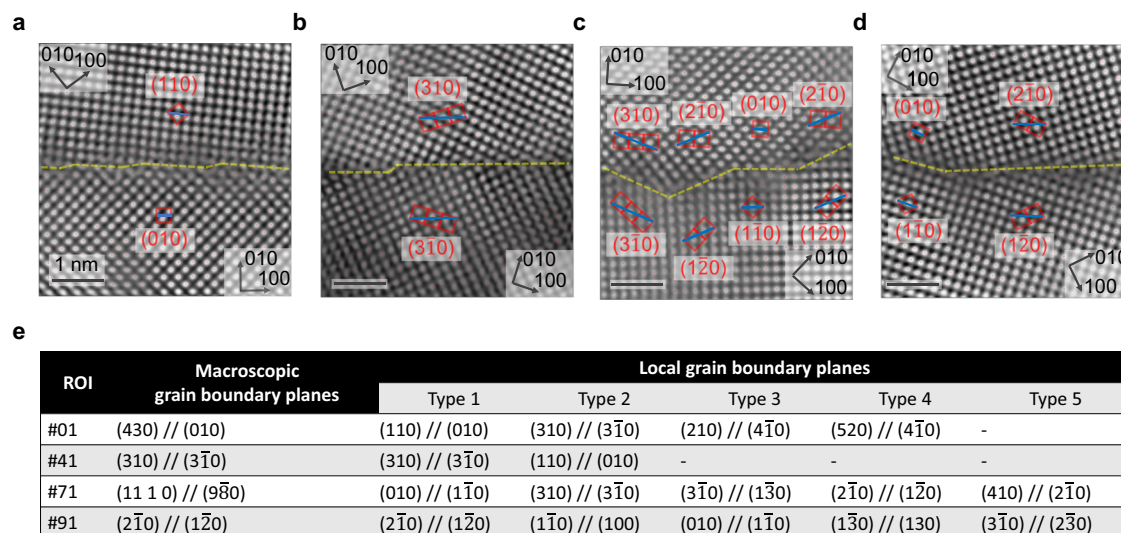 a
b
c
d
010
100
(110)
(010)
010
100
1 nm
010
100
(310)
(31̄0)
010
100
010
100
(310)
(21̄0)
(010)
(21̄0)
(31̄0)
(12̄0)
(11̄0)
(12̄0)
010
100
010
100
(010)
(21̄0)
(11̄0)
(12̄0)
010
100
e
ROI Macroscopic grain boundary planes Local grain boundary planes
Type 1 Type 2 Type 3 Type 4 Type 5
#01 (430) // (010) (110) // (010) (310) // (31̄0) (210) // (41̄0) (520) // (41̄0) -
#41 (310) // (31̄0) (310) // (31̄0) (110) // (010) - - -
#71 (11 1 0) // (98̄0) (010) // (11̄0) (310) // (31̄0) (31̄0) // (13̄0) (21̄0) // (12̄0) (410) // (21̄0)
#91 (21̄0) // (12̄0) (21̄0) // (12̄0) (11̄0) // (100) (010) // (11̄0) (13̄0) // (130) (31̄0) // (23̄0)